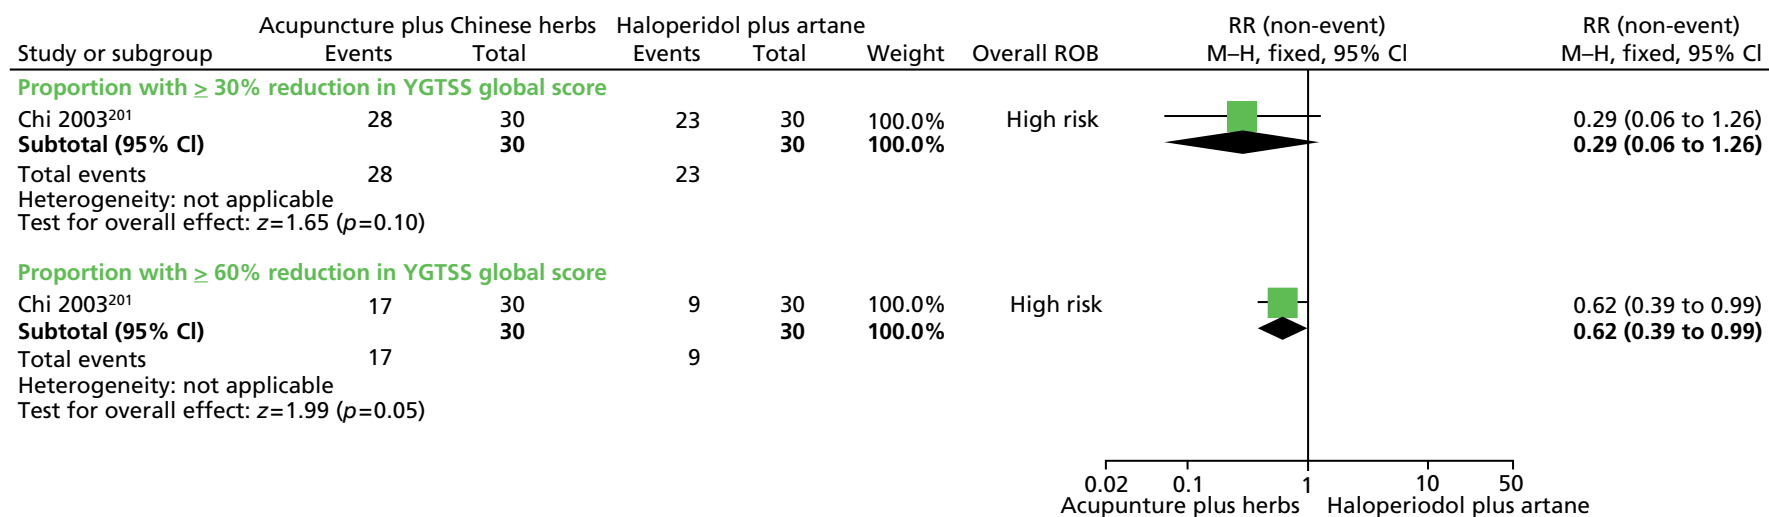 Acupuncture plus Chinese herbs Haloperidol plus artane RR (non-event) RR (non-event)
Study or subgroup Events Total Events Total Weight Overall ROB M–H, fixed, 95% CI M–H, fixed, 95% CI
Proportion with ≥ 30% reduction in YGTSS global score
Chi 2003²⁰¹ 28 30 23 30 100.0% High risk 0.29 (0.06 to 1.26)
Subtotal (95% CI) 30 30 100.0% 0.29 (0.06 to 1.26)
Total events 28 23
Heterogeneity: not applicable
Test for overall effect: z=1.65 (p=0.10)
Proportion with ≥ 60% reduction in YGTSS global score
Chi 2003²⁰¹ 17 30 9 30 100.0% High risk 0.62 (0.39 to 0.99)
Subtotal (95% CI) 30 30 100.0% 0.62 (0.39 to 0.99)
Total events 17 9
Heterogeneity: not applicable
Test for overall effect: z=1.99 (p=0.05)
0.02 0.1 1 10 50
Acupunture plus herbs Haloperiodol plus artane